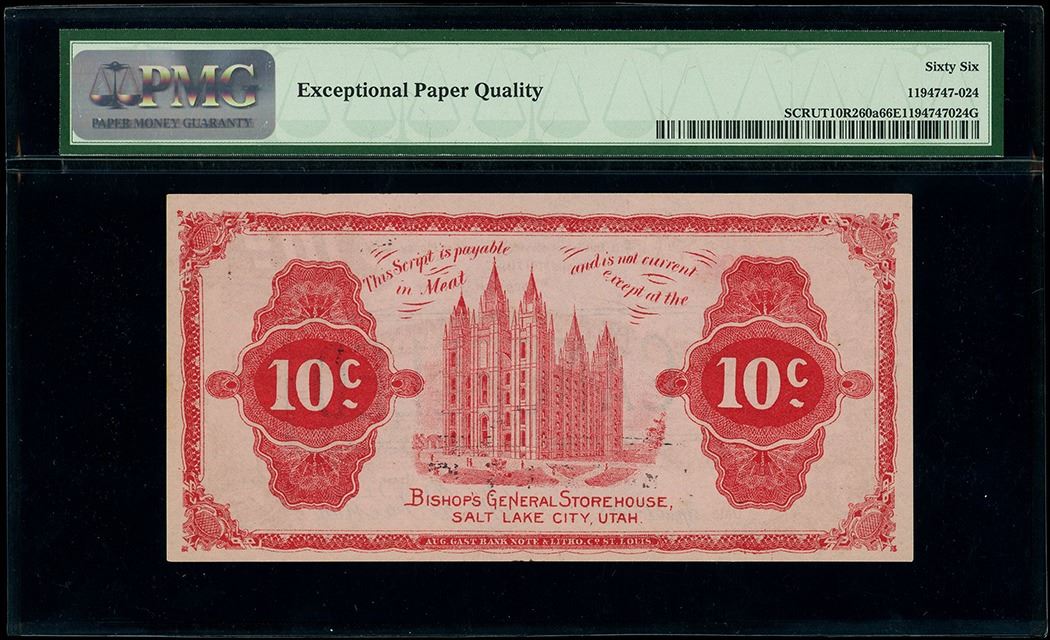 PMG
PAPER MONEY GUARANTY
Exceptional Paper Quality
Sixty Six
1194747-024
SCRUT10R260a66E1194747024G
This Script is payable
in Meat
and is not current
except at the
10¢
10¢
BISHOP'S GENERAL STOREHOUSE,
SALT LAKE CITY, UTAH.
AUG. GAST BANK NOTE & LITHO. CO. ST. LOUIS.